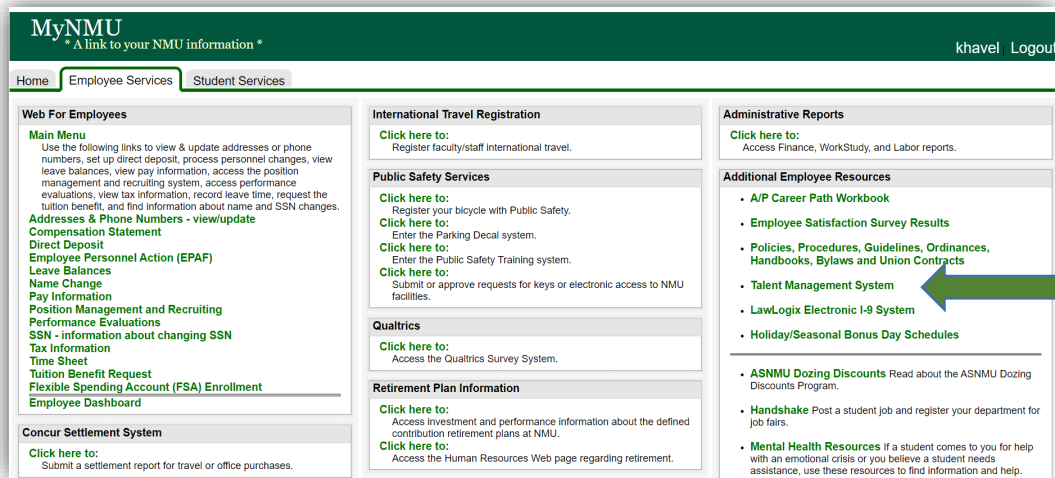 MyNMU
* A link to your NMU information *
khavel Logout
Home Employee Services Student Services
Web For Employees
Main Menu
Use the following links to view & update addresses or phone
numbers, set up direct deposit, process personnel changes, view
leave balances, view pay information, access the position
management and recruiting system, access performance
evaluations, view tax information, record leave time, request the
tuition benefit, and find information about name and SSN changes.
Addresses & Phone Numbers - view/update
Compensation Statement
Direct Deposit
Employee Personnel Action (EPAF)
Leave Balances
Name Change
Pay Information
Position Management and Recruiting
Performance Evaluations
SSN - information about changing SSN
Tax Information
Time Sheet
Tuition Benefit Request
Flexible Spending Account (FSA) Enrollment
Employee Dashboard
Concur Settlement System
Click here to:
Submit a settlement report for travel or office purchases.
International Travel Registration
Click here to:
Register faculty/staff international travel.
Public Safety Services
Click here to:
Register your bicycle with Public Safety.
Click here to:
Enter the Parking Decal system.
Click here to:
Enter the Public Safety Training system.
Click here to:
Submit or approve requests for keys or electronic access to NMU
facilities.
Qualtrics
Click here to:
Access the Qualtrics Survey System.
Retirement Plan Information
Click here to:
Access investment and performance information about the defined
contribution retirement plans at NMU.
Click here to:
Access the Human Resources Web page regarding retirement.
Administrative Reports
Click here to:
Access Finance, WorkStudy, and Labor reports.
Additional Employee Resources
• A/P Career Path Workbook
• Employee Satisfaction Survey Results
• Policies, Procedures, Guidelines, Ordinances,
Handbooks, Bylaws and Union Contracts
• Talent Management System
• LawLogix Electronic I-9 System
• Holiday/Seasonal Bonus Day Schedules
• ASNMU Dozing Discounts Read about the ASNMU Dozing
Discounts Program.
• Handshake Post a student job and register your department for
job fairs.
• Mental Health Resources If a student comes to you for help
with an emotional crisis or you believe a student needs
assistance, use these resources to find information and help.